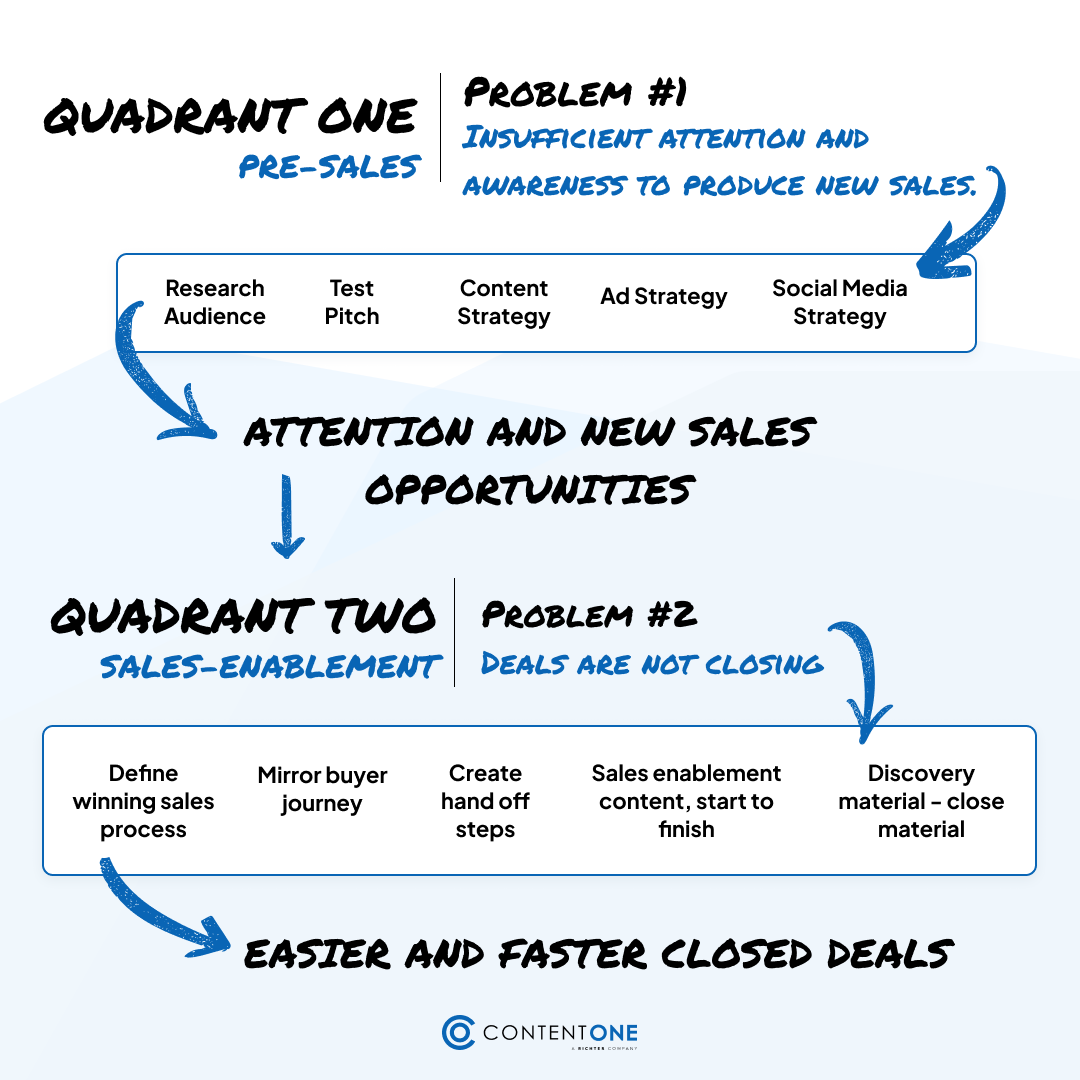 QUADRANT ONE
PRE-SALES
PROBLEM #1
INSUFFICIENT ATTENTION AND
AWARENESS TO PRODUCE NEW SALES.
Research
Audience
Test
Pitch
Content
Strategy
Ad Strategy
Social Media
Strategy
ATTENTION AND NEW SALES
OPPORTUNITIES
QUADRANT TWO
SALES-ENABLEMENT
PROBLEM #2
DEALS ARE NOT CLOSING
Define
winning sales
process
Mirror buyer
journey
Create
hand off
steps
Sales enablement
content, start to
finish
Discovery
material - close
material
EASIER AND FASTER CLOSED DEALS
CONTENTONE
A RICHTER COMPANY